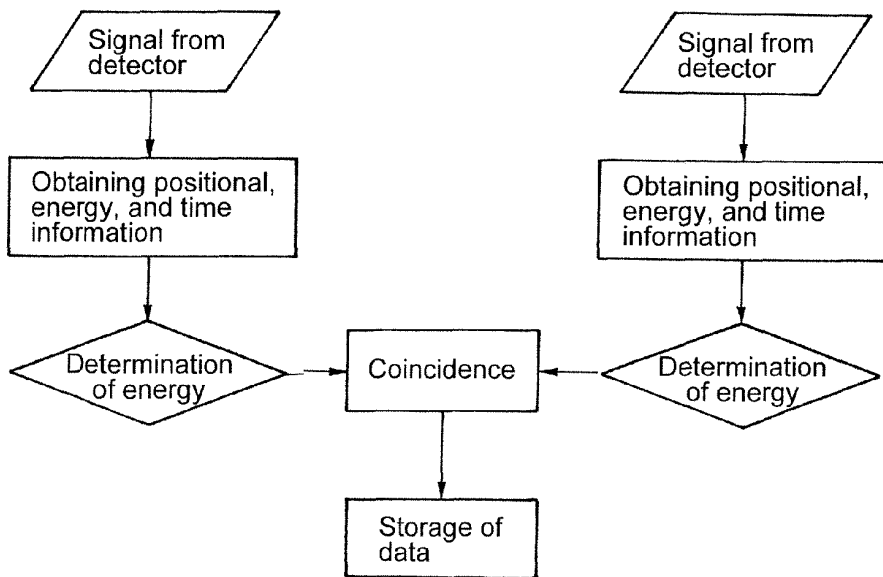 Signal from
detector
Signal from
detector
Obtaining positional,
energy, and time
information
Obtaining positional,
energy, and time
information
Determination
of energy
Coincidence
Determination
of energy
Storage of
data